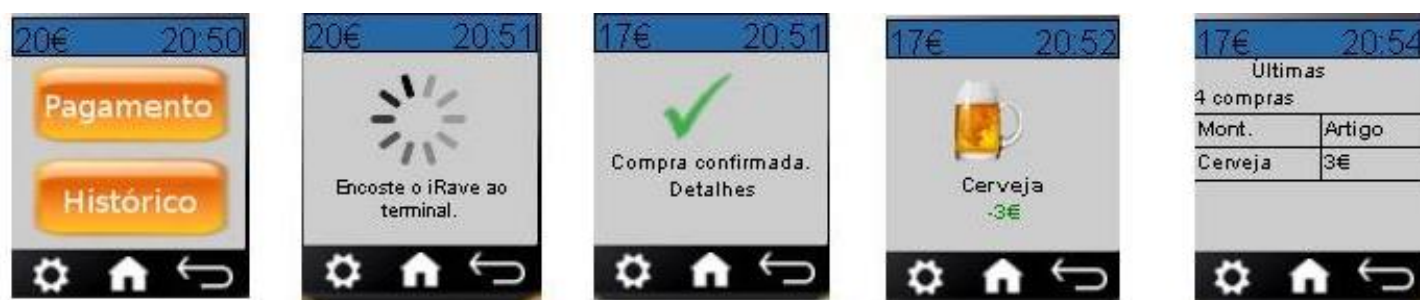 20€ 20:50
Pagamento
Histórico
20€ 20:51
Encoste o iRave ao
terminal.
17€ 20:51
Compra confirmada.
Detalhes
17€ 20:52
Cerveja
-3€
17€ 20:54
Últimas
4 compras
Mont. Artigo
Cerveja 3€